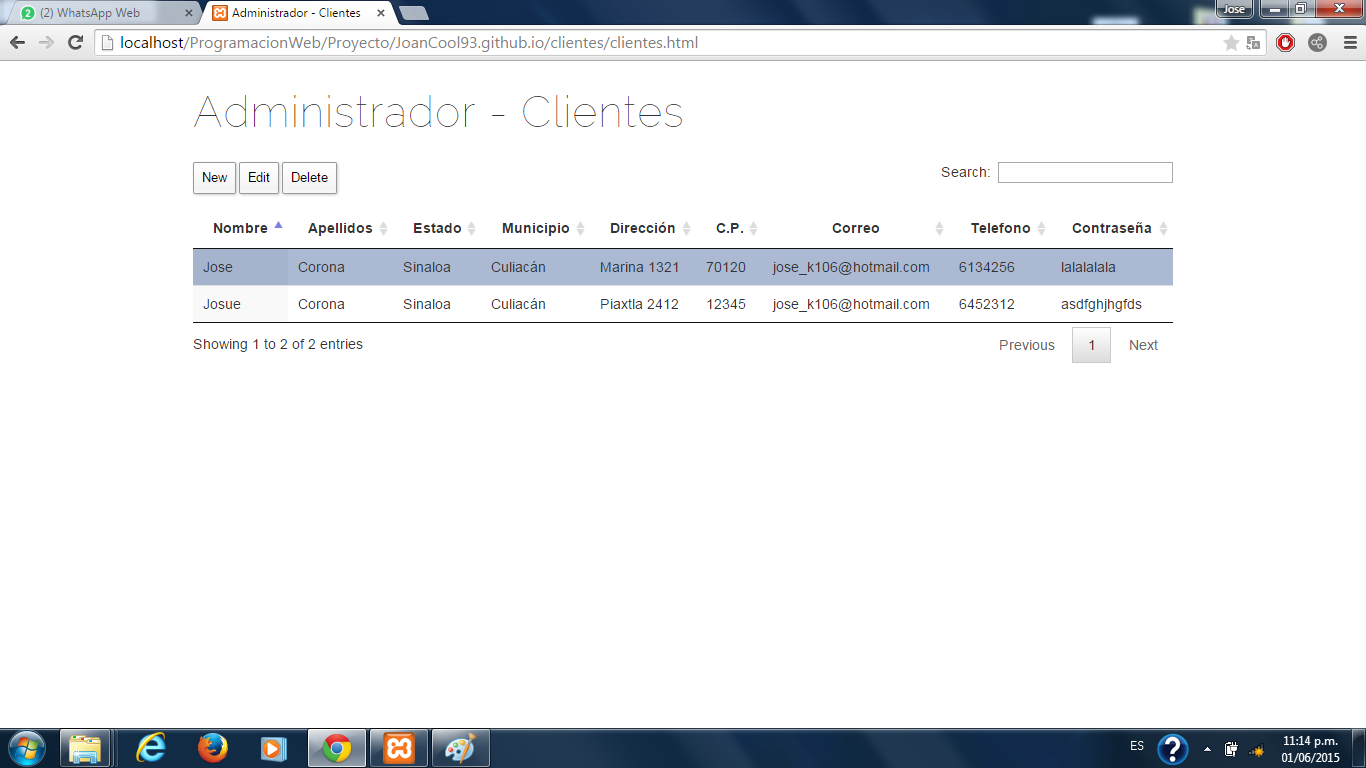 (2) WhatsApp Web
Administrador - Clientes
Jose
localhost/ProgramacionWeb/Proyecto/JoanCool93.github.io/clientes/clientes.html
Administrador - Clientes
New Edit Delete Search:
Nombre Apellidos Estado Municipio Dirección C.P. Correo Telefono Contraseña
Jose Corona Sinaloa Culiacán Marina 1321 70120 jose_k106@hotmail.com 6134256 lalalalala
Josue Corona Sinaloa Culiacán Piaxtla 2412 12345 jose_k106@hotmail.com 6452312 asdfghjhgfds
Showing 1 to 2 of 2 entries Previous 1 Next
ES
11:14 p.m.
01/06/2015